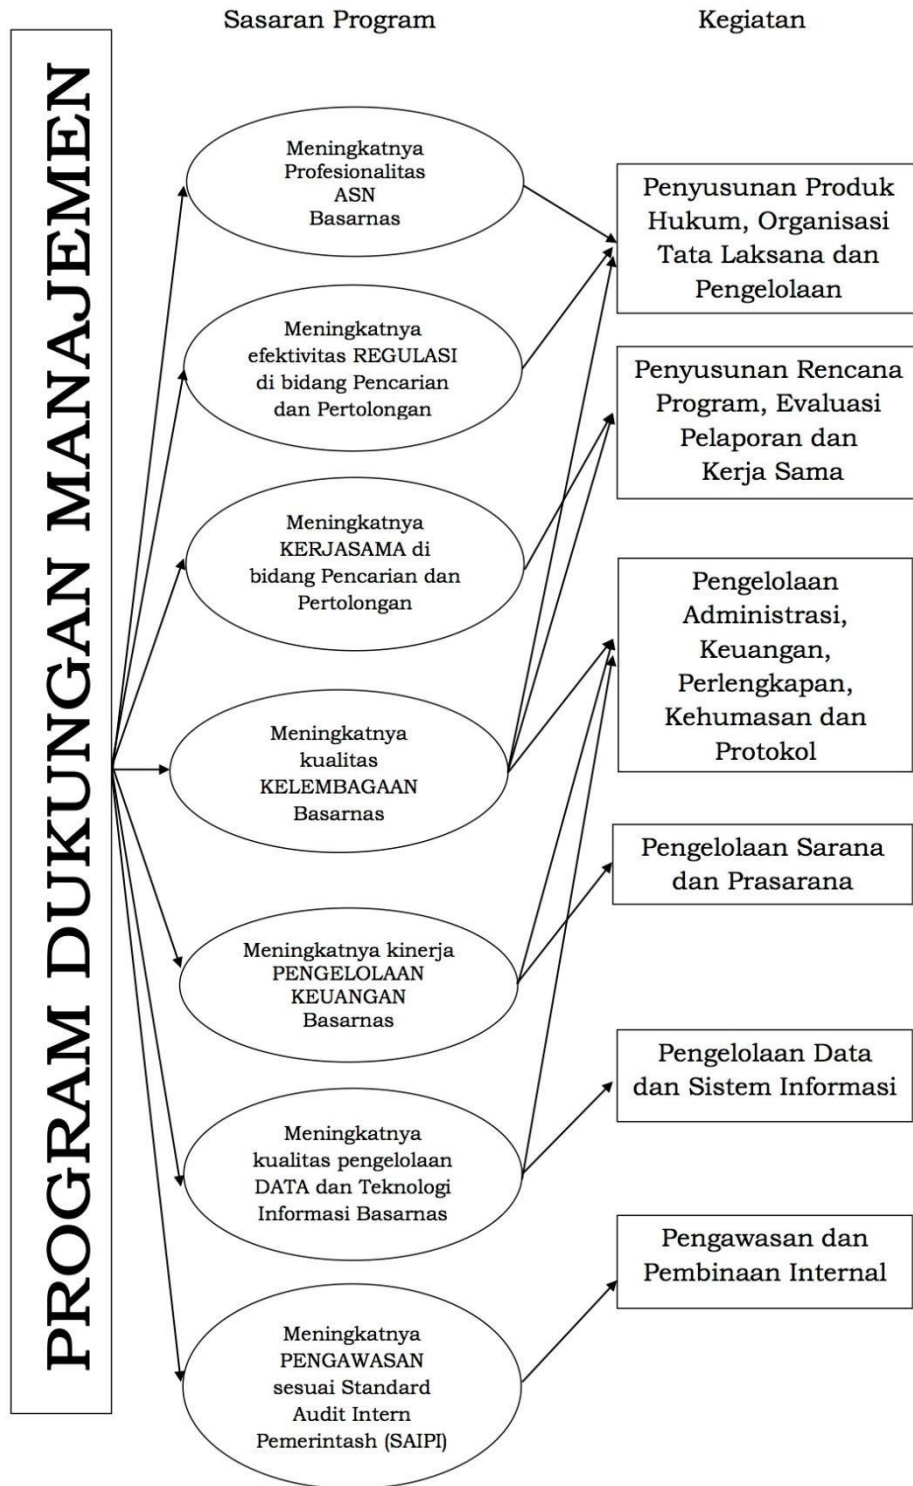 Sasaran Program
Kegiatan
PROGRAM DUKUNGAN MANAJEMEN
Meningkatnya
Profesionalitas
ASN
Basarnas
Meningkatnya
efektivitas REGULASI
di bidang Pencarian
dan Pertolongan
Meningkatnya
KERJASAMA di
bidang Pencarian dan
Pertolongan
Meningkatnya
kualitas
KELEMBAGAAN
Basarnas
Meningkatnya kinerja
PENGELOLAAN
KEUANGAN
Basarnas
Meningkatnya
kualitas pengelolaan
DATA dan Teknologi
Informasi Basarnas
Meningkatnya
PENGAWASAN
sesuai Standard
Audit Intern
Pemerintash (SAIPI)
Penyusunan Produk
Hukum, Organisasi
Tata Laksana dan
Pengelolaan
Penyusunan Rencana
Program, Evaluasi
Pelaporan dan
Kerja Sama
Pengelolaan
Administrasi,
Keuangan,
Perlengkapan,
Kehumasan dan
Protokol
Pengelolaan Sarana
dan Prasarana
Pengelolaan Data
dan Sistem Informasi
Pengawasan dan
Pembinaan Internal